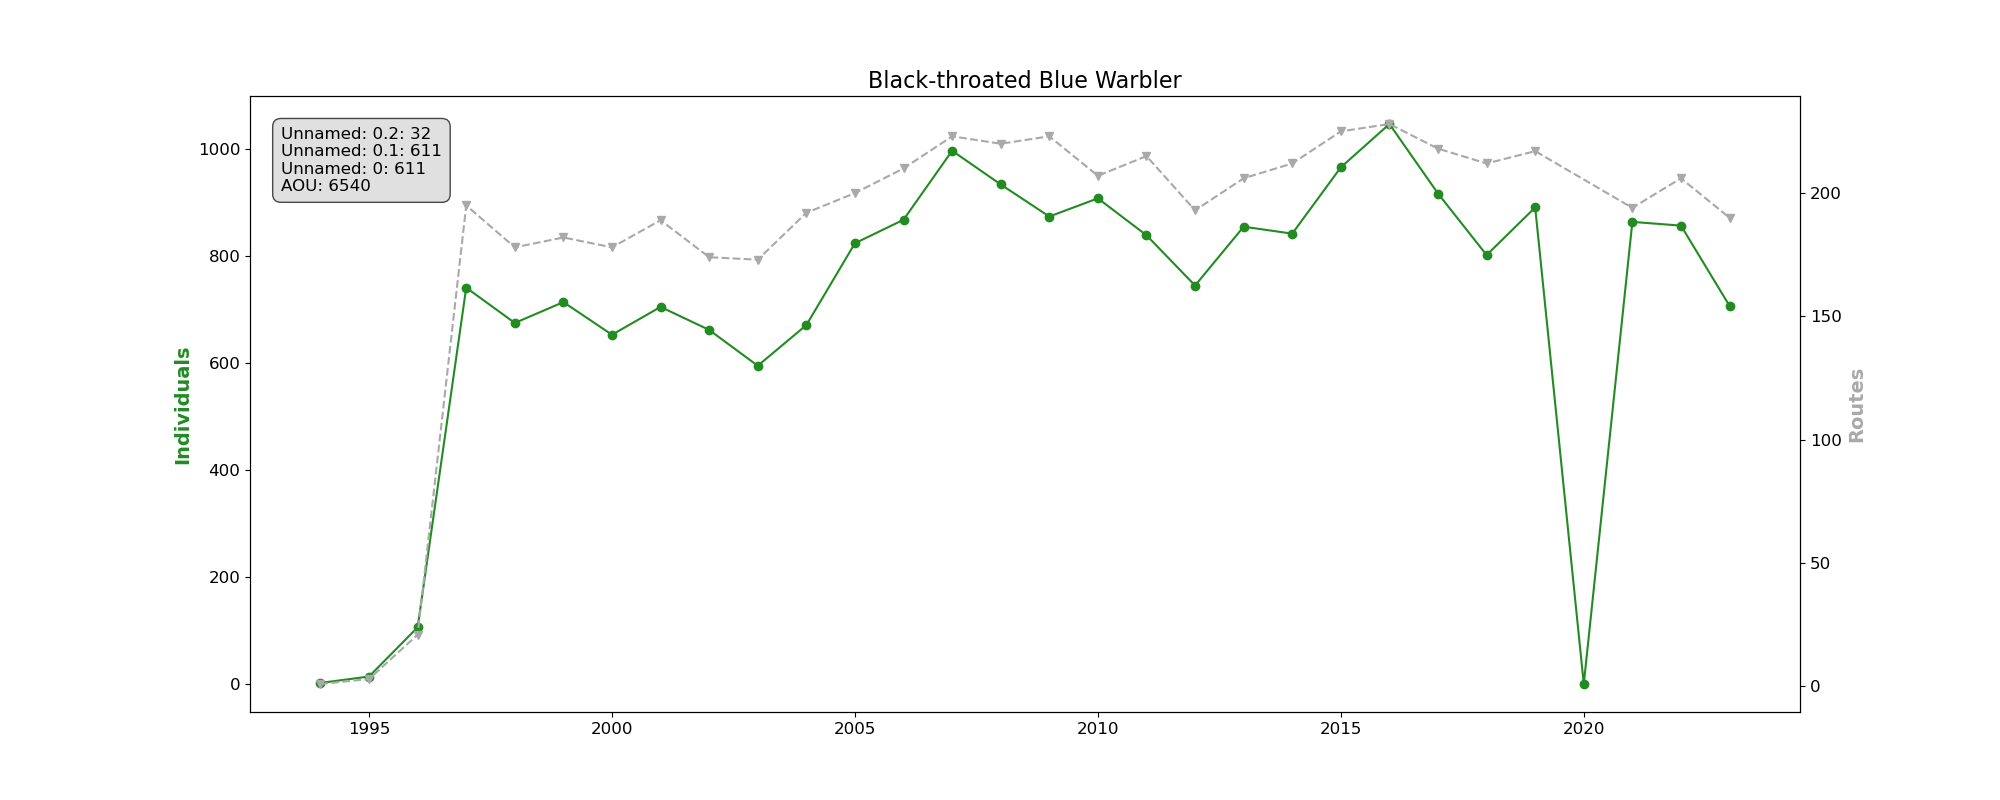 Black-throated Blue Warbler
Unnamed: 0.2: 32
Unnamed: 0.1: 611
Unnamed: 0: 611
AOU: 6540
1000
800
600
400
200
0
Individuals
200
150
100
50
0
Routes
1995
2000
2005
2010
2015
2020